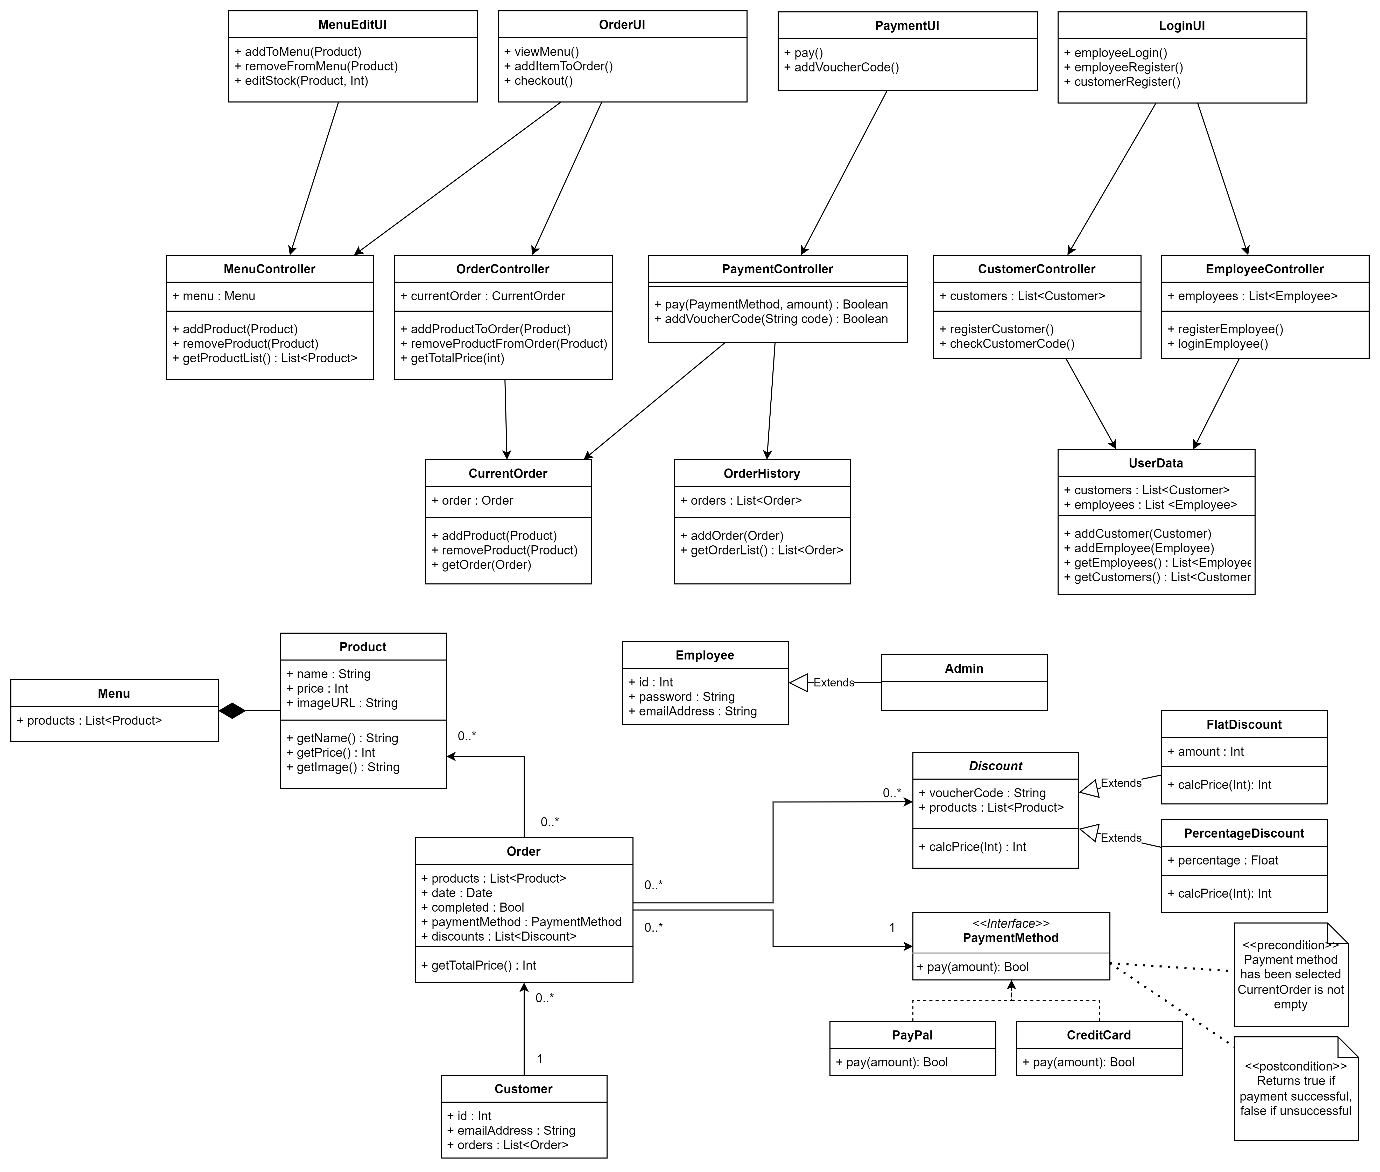 MenuEditUI
+ addToMenu(Product)
+ removeFromMenu(Product)
+ editStock(Product, Int)
OrderUI
+ viewMenu()
+ addItemToOrder()
+ checkout()
PaymentUI
+ pay()
+ addVoucherCode()
LoginUI
+ employeeLogin()
+ employeeRegister()
+ customerRegister()
MenuController
+ menu : Menu
+ addProduct(Product)
+ removeProduct(Product)
+ getProductList() : List<Product>
OrderController
+ currentOrder : CurrentOrder
+ addProductToOrder(Product)
+ removeProductFromOrder(Product)
+ getTotalPrice(int)
PaymentController
+ pay(PaymentMethod, amount) : Boolean
+ addVoucherCode(String code) : Boolean
CustomerController
+ customers : List<Customer>
+ registerCustomer()
+ checkCustomerCode()
EmployeeController
+ employees : List<Employee>
+ registerEmployee()
+ loginEmployee()
CurrentOrder
+ order : Order
+ addProduct(Product)
+ removeProduct(Product)
+ getOrder(Order)
OrderHistory
+ orders : List<Order>
+ addOrder(Order)
+ getOrderList() : List<Order>
UserData
+ customers : List<Customer>
+ employees : List <Employee>
+ addCustomer(Customer)
+ addEmployee(Employee)
+ getEmployees() : List<Employee
+ getCustomers() : List<Customer
Menu
+ products : List<Product>
Product
+ name : String
+ price : Int
+ imageURL : String
+ getName() : String
+ getPrice() : Int
+ getImage() : String
0..*
0..*
Employee
+ id : Int
+ password : String
+ emailAddress : String
Extends
Admin
Order
+ products : List<Product>
+ date : Date
+ completed : Bool
+ paymentMethod : PaymentMethod
+ discounts : List<Discount>
+ getTotalPrice() : Int
0..*
0..*
0..*
1
0..*
1
Discount
+ voucherCode : String
+ products : List<Product>
+ calcPrice(Int) : Int
Extends
Extends
FlatDiscount
+ amount : Int
+ calcPrice(Int): Int
PercentageDiscount
+ percentage : Float
+ calcPrice(Int): Int
<<Interface>>
PaymentMethod
+ pay(amount): Bool
PayPal
+ pay(amount): Bool
CreditCard
+ pay(amount): Bool
<<precondition>>
Payment method
has been selected
CurrentOrder is not
empty
<<postcondition>>
Returns true if
payment successful,
false if unsuccessful
Customer
+ id : Int
+ emailAddress : String
+ orders : List<Order>